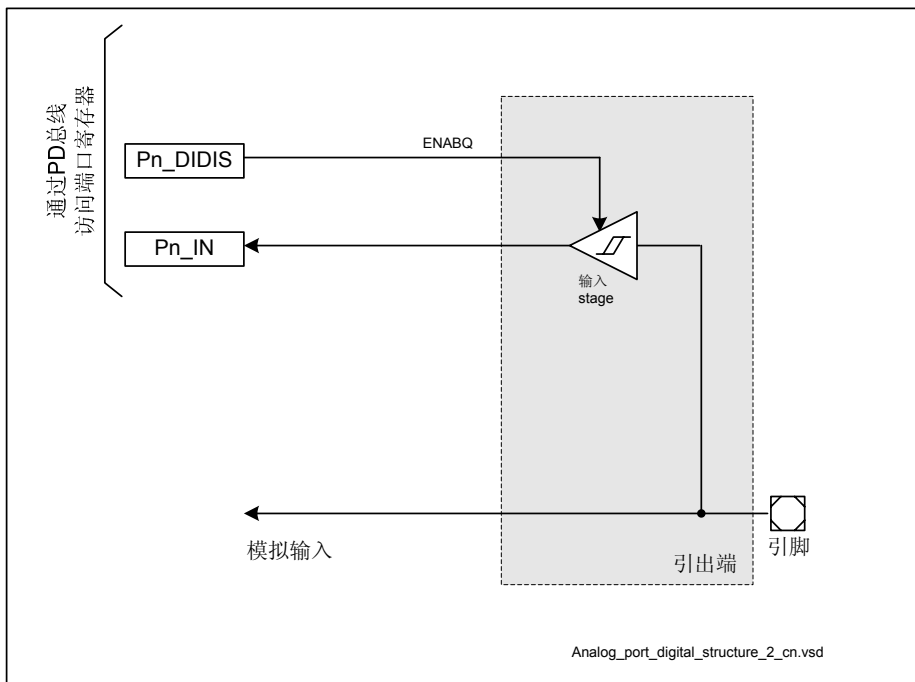 通过PD总线
访问端口寄存器
Pn_DIDIS
ENABQ
Pn_IN
输入
stage
模拟输入
引脚
引出端
Analog_port_digital_structure_2_cn.vsd